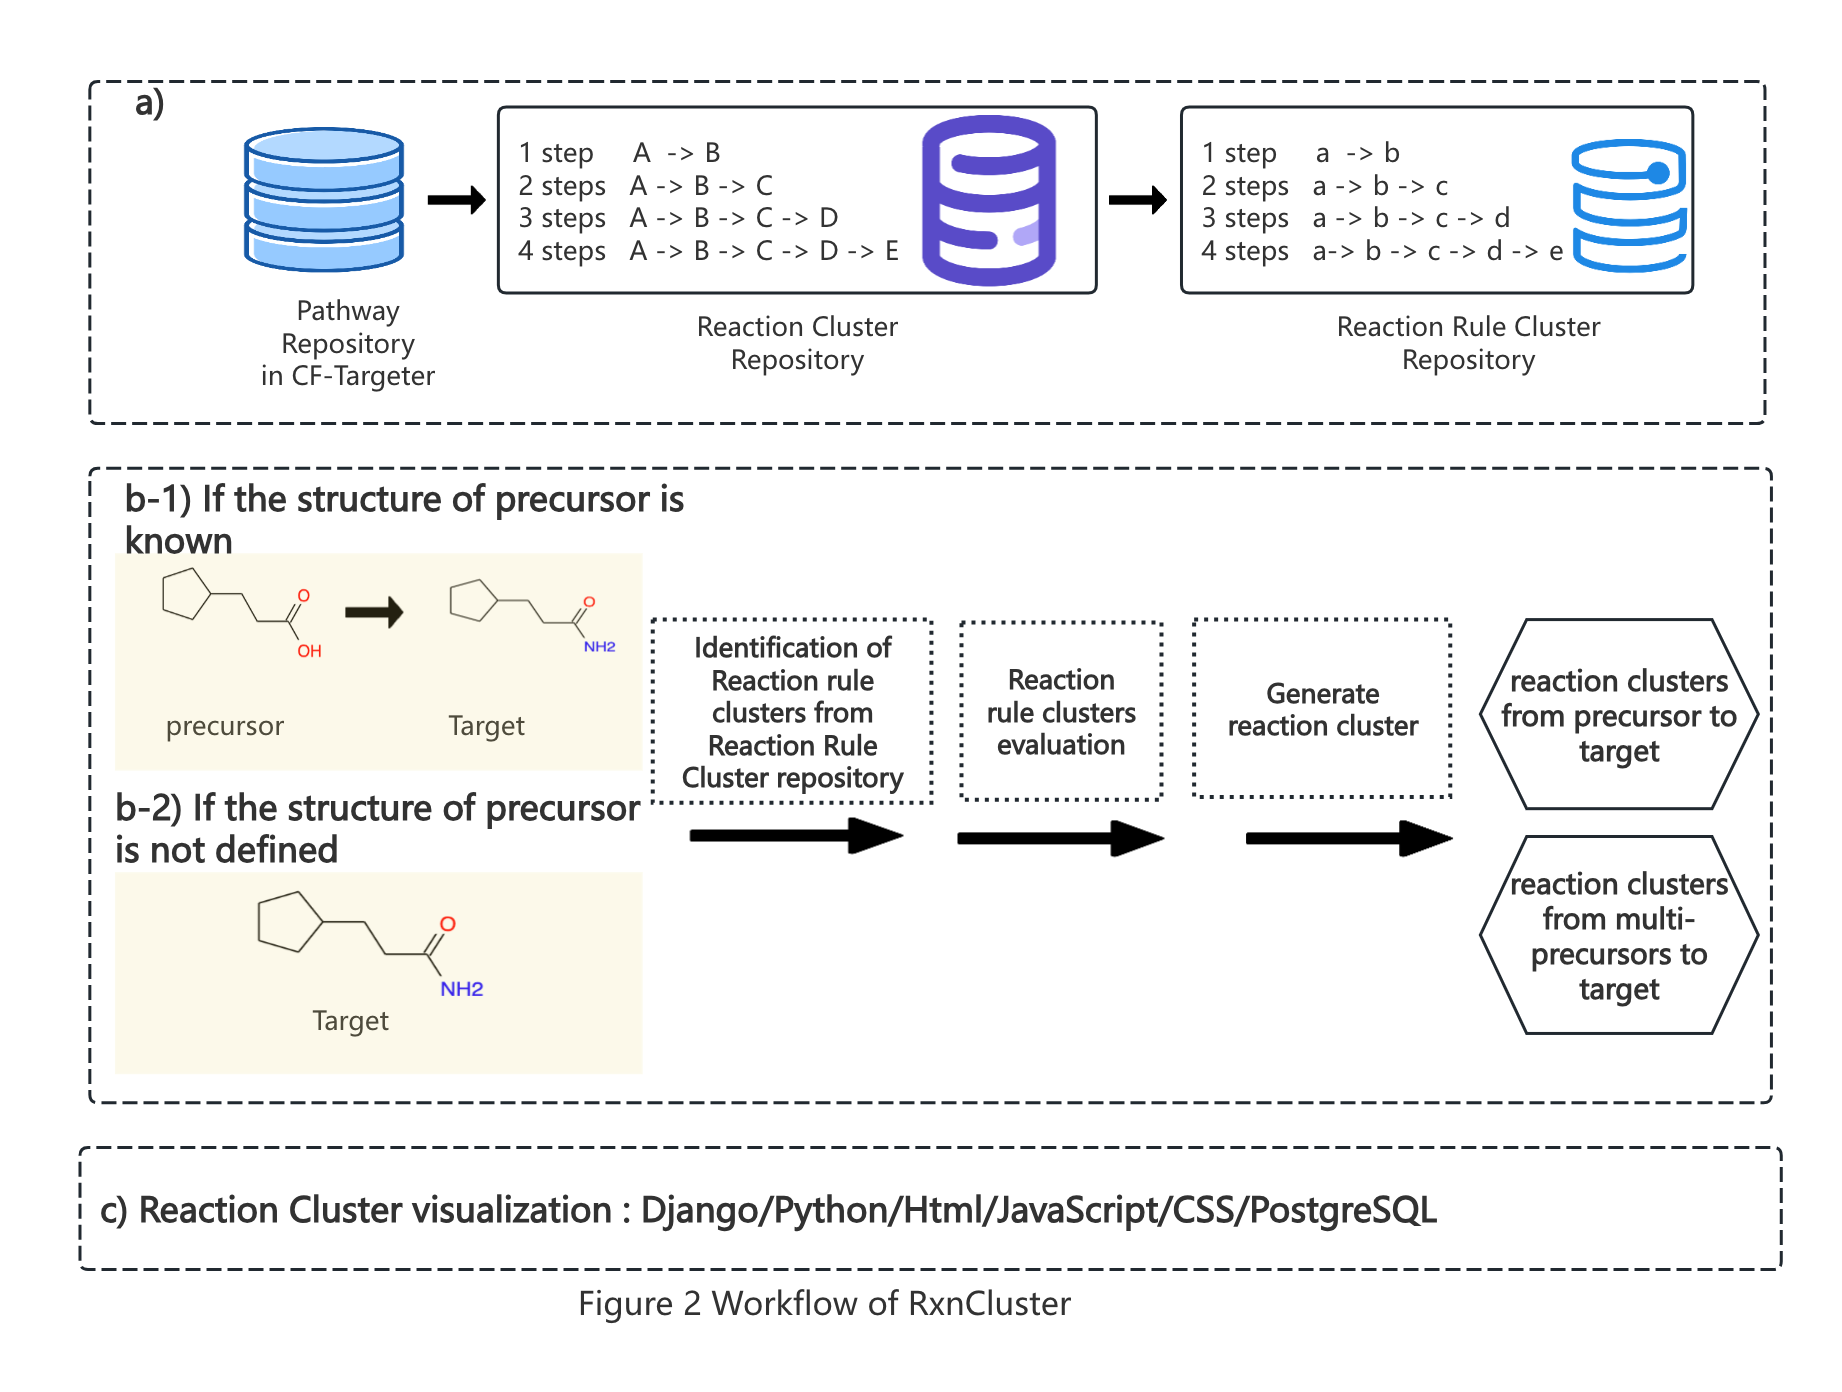 a)
1 step A -> B
2 steps A -> B -> C
3 steps A -> B -> C -> D
4 steps A -> B -> C -> D -> E
1 step a -> b
2 steps a -> b -> c
3 steps a -> b -> c -> d
4 steps a-> b -> c -> d -> e
Pathway
Repository
in CF-Targeter
Reaction Cluster
Repository
Reaction Rule Cluster
Repository
b-1) If the structure of precursor is
known
O
OH
O
NH2
precursor
Target
b-2) If the structure of precursor
is not defined
O
NH2
Target
Identification of
Reaction rule
clusters from
Reaction Rule
Cluster repository
Reaction
rule clusters
evaluation
Generate
reaction cluster
reaction clusters
from precursor to
target
reaction clusters
from multi-
precursors to
target
c) Reaction Cluster visualization : Django/Python/Html/JavaScript/CSS/PostgreSQL
Figure 2 Workflow of RxnCluster